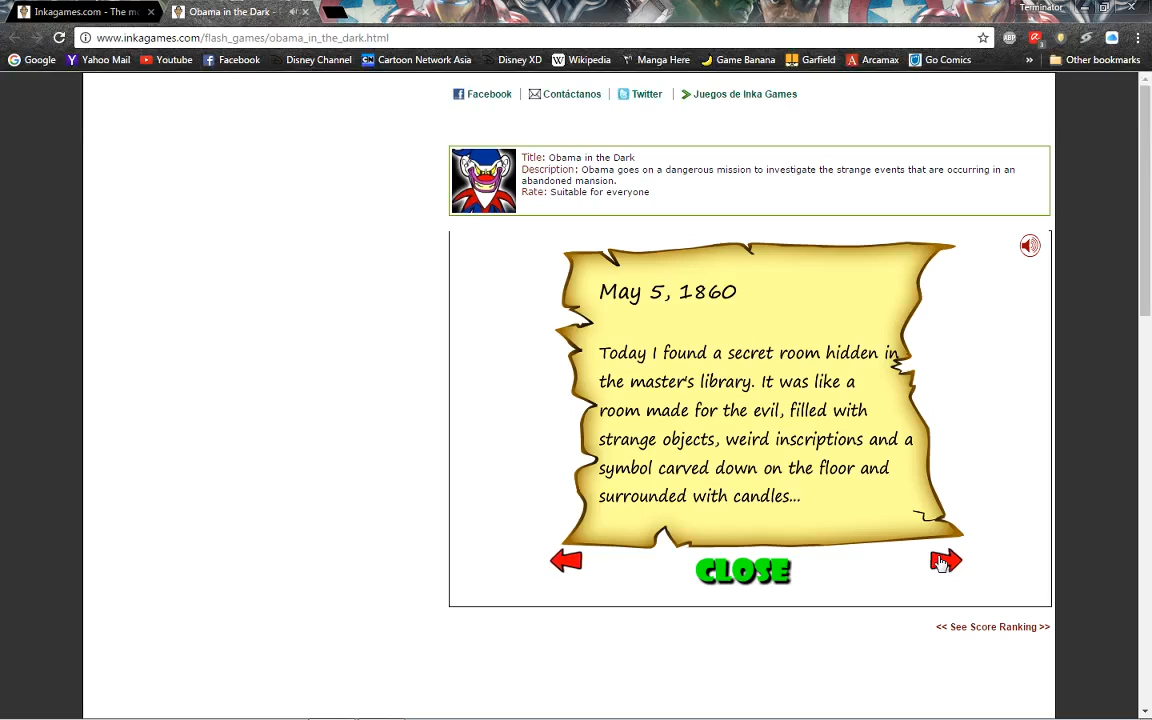 Inkagames.com - The m
Obama in the Dark -
Terminator
www.inkagames.com/flash_games/obama_in_the_dark.html
ABP
3
Google
Yahoo Mail
Youtube
Facebook
Disney Channel
CN
Cartoon Network Asia
Disney XD
W
Wikipedia
Manga Here
Game Banana
Garfield
A
Arcamax
Go Comics
»
Other bookmarks
Facebook
Contáctanos
Twitter
Juegos de Inka Games
Title: Obama in the Dark
Description: Obama goes on a dangerous mission to investigate the strange events that are occurring in an
abandoned mansion.
Rate: Suitable for everyone
May 5, 1860
Today I found a secret room hidden in
the master's library. It was like a
room made for the evil, filled with
strange objects, weird inscriptions and a
symbol carved down on the floor and
surrounded with candles...
CLOSE
<< See Score Ranking >>